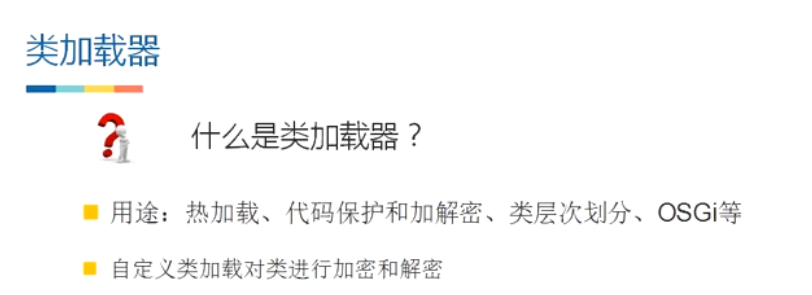 类加载器
什么是类加载器？
用途：热加载、代码保护和加解密、类层次划分、OSGi等
自定义类加载对类进行加密和解密